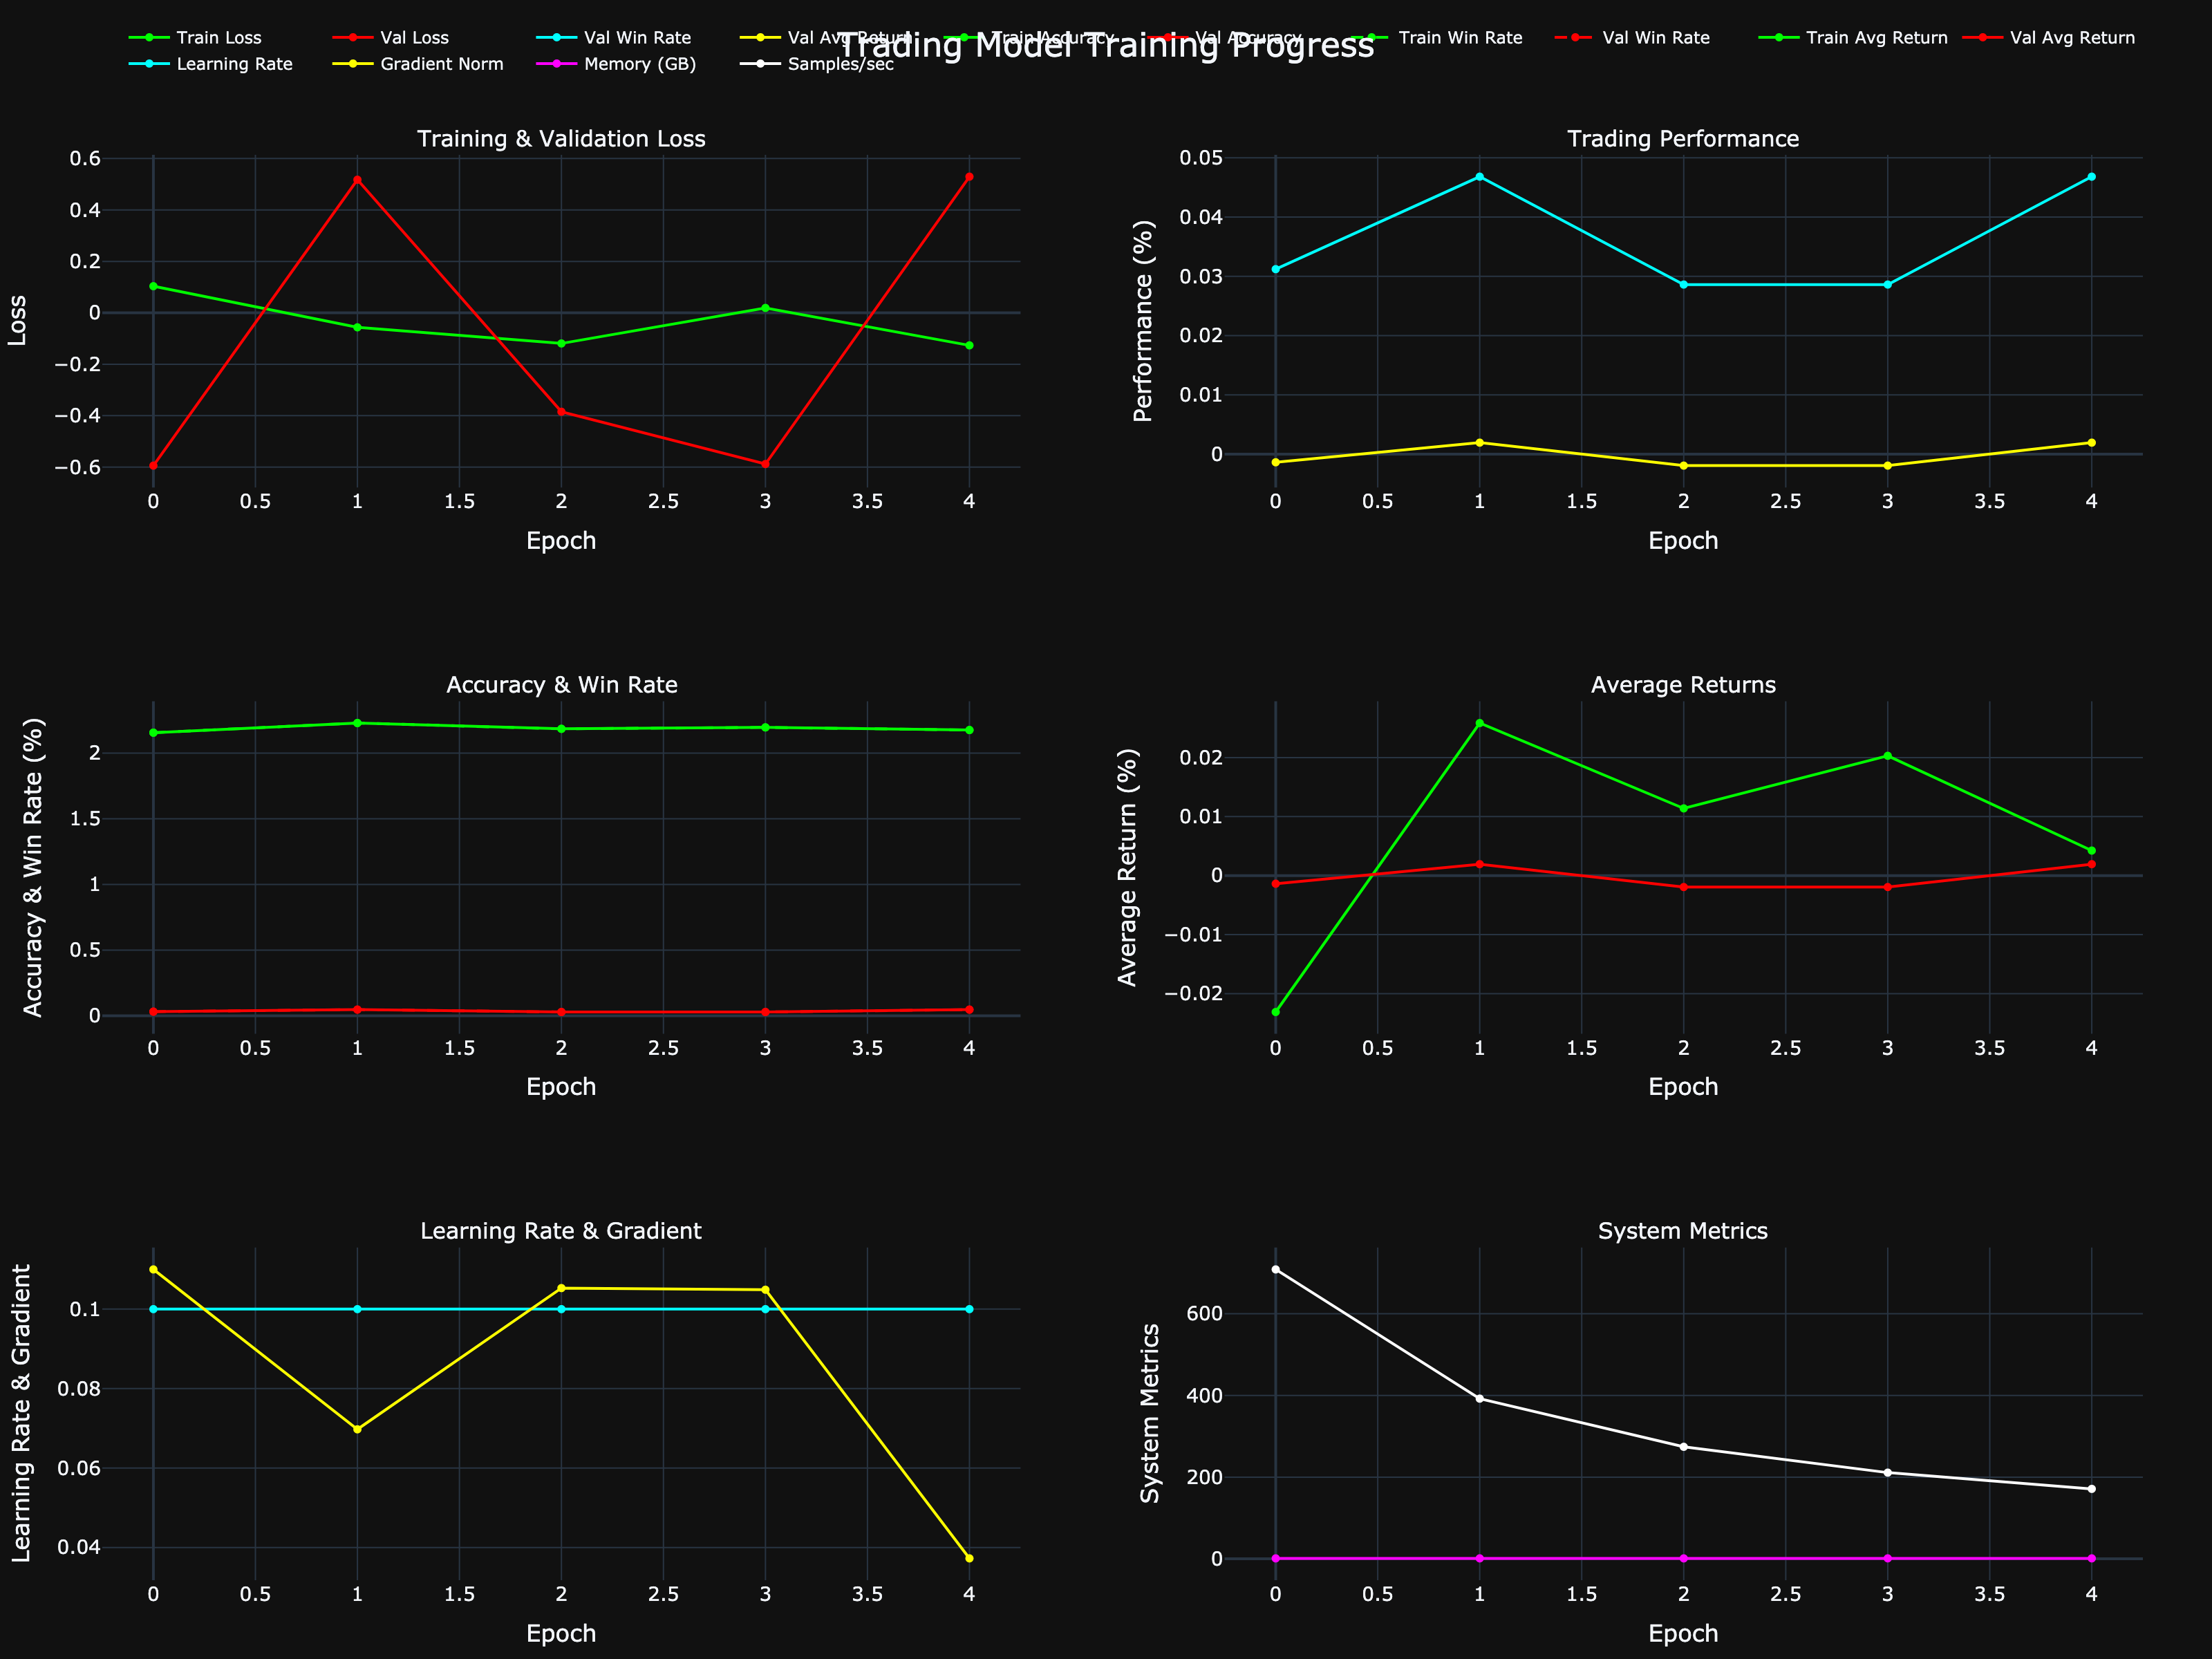 Trading Model Training Progress
Train Loss
Val Loss
Val Win Rate
Val Avg Return
Train Accuracy
Val Accuracy
Train Win Rate
Val Win Rate
Train Avg Return
Val Avg Return
Learning Rate
Gradient Norm
Memory (GB)
Samples/sec
Training & Validation Loss
0.6
0.4
0.2
0
−0.2
−0.4
−0.6
Loss
0 0.5 1 1.5 2 2.5 3 3.5 4
Epoch
Trading Performance
0.05
0.04
0.03
0.02
0.01
0
Performance (%)
0 0.5 1 1.5 2 2.5 3 3.5 4
Epoch
Accuracy & Win Rate
2
1.5
1
0.5
0
Accuracy & Win Rate (%)
0 0.5 1 1.5 2 2.5 3 3.5 4
Epoch
Average Returns
0.02
0.01
0
−0.01
−0.02
Average Return (%)
0 0.5 1 1.5 2 2.5 3 3.5 4
Epoch
Learning Rate & Gradient
0.1
0.08
0.06
0.04
Learning Rate & Gradient
0 0.5 1 1.5 2 2.5 3 3.5 4
Epoch
System Metrics
600
400
200
0
System Metrics
0 0.5 1 1.5 2 2.5 3 3.5 4
Epoch